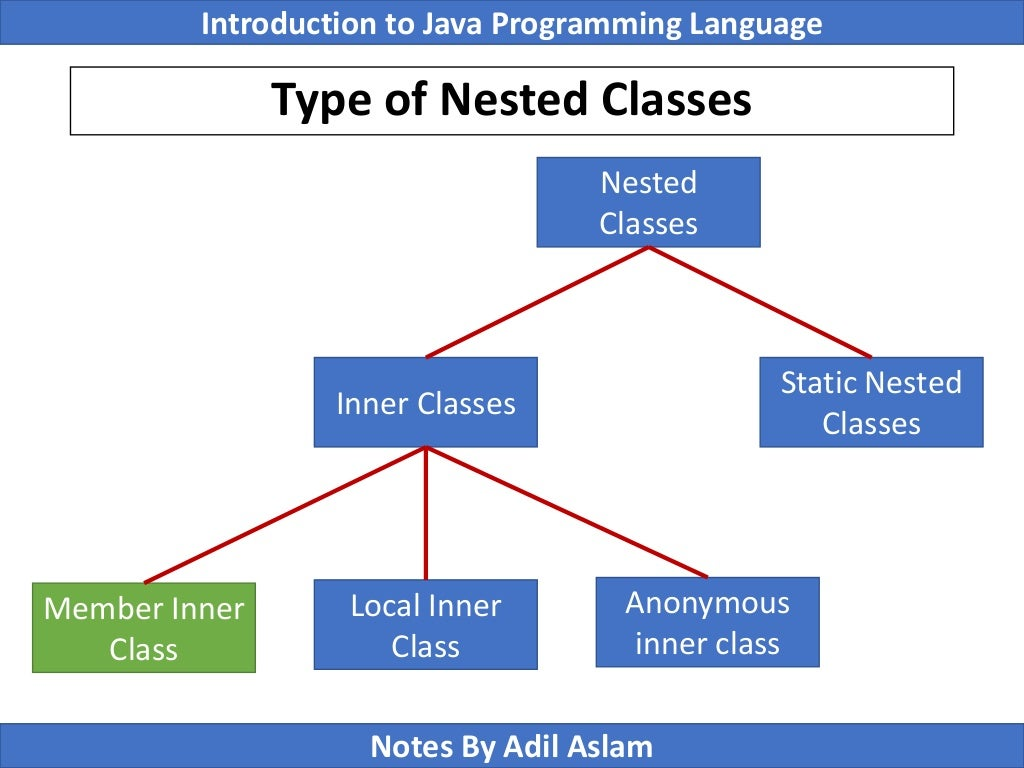 Introduction to Java Programming Language
Type of Nested Classes
Nested
Classes
Inner Classes
Static Nested
Classes
Member Inner
Class
Local Inner
Class
Anonymous
inner class
Notes By Adil Aslam